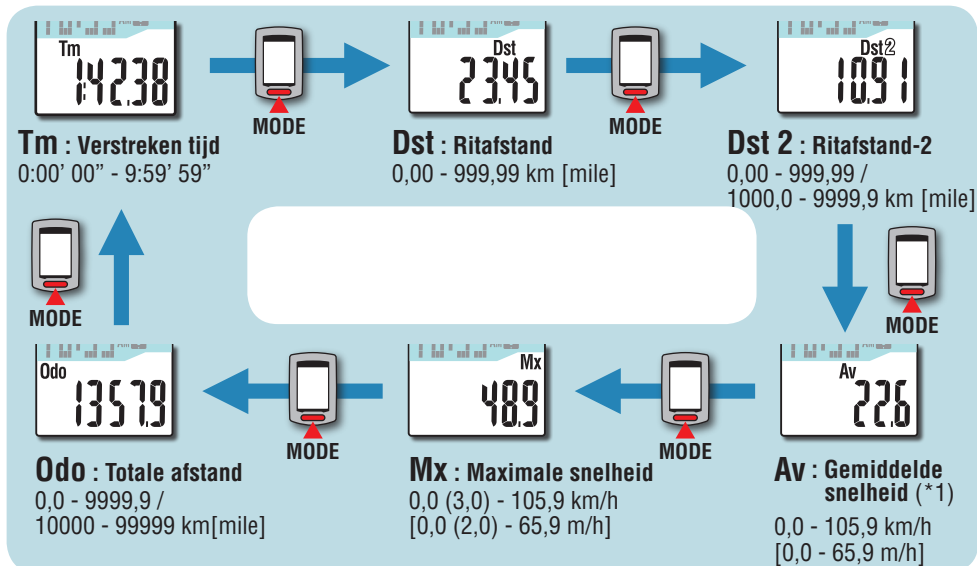 Tm
1:42.38
MODE
Dst
23.45
MODE
Dst2
10.91
Tm : Verstreken tijd
0:00’ 00” - 9:59’ 59”
Dst : Ritafstand
0,00 - 999,99 km [mile]
Dst 2 : Ritafstand-2
0,00 - 999,99 /
1000,0 - 9999,9 km [mile]
MODE
MODE
Odo
1357.9
MODE
Mx
48.9
MODE
Av
22.6
Odo : Totale afstand
0,0 - 9999,9 /
10000 - 99999 km[mile]
Mx : Maximale snelheid
0,0 (3,0) - 105,9 km/h
[0,0 (2,0) - 65,9 m/h]
Av : Gemiddelde
snelheid (*1)
0,0 - 105,9 km/h
[0,0 - 65,9 m/h]